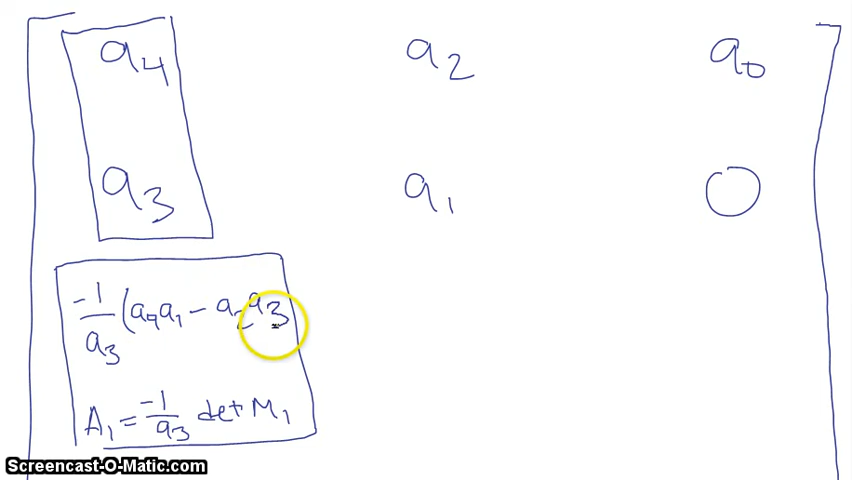 a₄ a₂ a₀
a₃ a₁ 0
-1/a₃ (a₄a₁ - a₂a₃
A₁ = -1/a₃ det M₁
Screencast-O-Matic.com